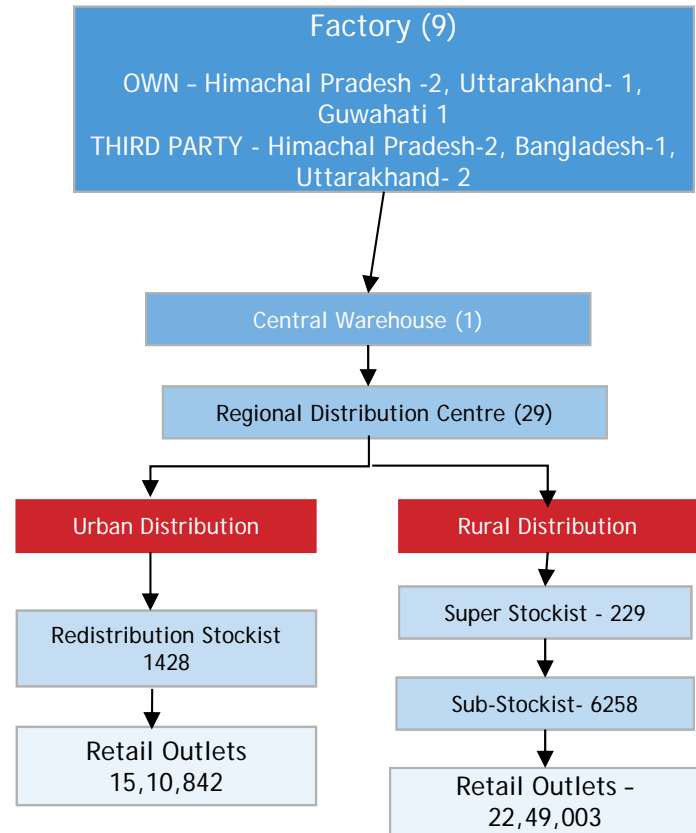 Factory (9)
OWN – Himachal Pradesh -2, Uttarakhand- 1,
Guwahati 1
THIRD PARTY - Himachal Pradesh-2, Bangladesh-1,
Uttarakhand- 2
Central Warehouse (1)
Regional Distribution Centre (29)
Urban Distribution
Redistribution Stockist
1428
Retail Outlets
15,10,842
Rural Distribution
Super Stockist - 229
Sub-Stockist- 6258
Retail Outlets –
22,49,003